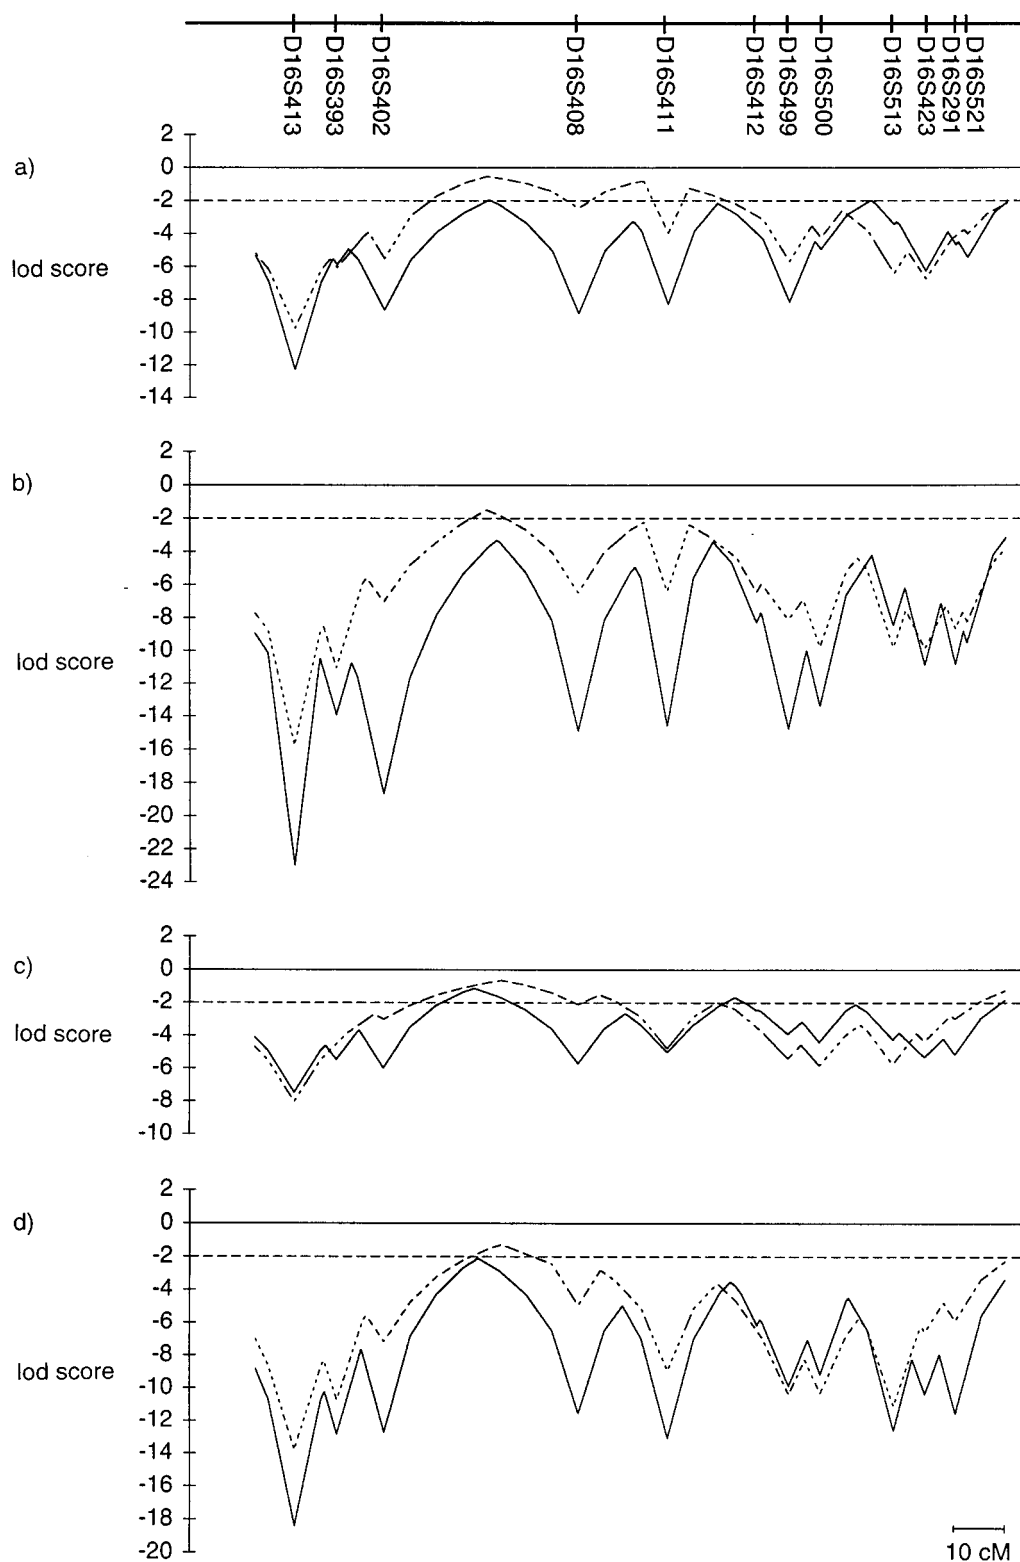 D16S413
D16S393
D16S402
D16S408
D16S411
D16S412
D16S499
D16S500
D16S513
D16S423
D16S291
D16S521
a)
lod score
2
0
-2
-4
-6
-8
-10
-12
-14
b)
lod score
2
0
-2
-4
-6
-8
-10
-12
-14
-16
-18
-20
-22
-24
c)
lod score
2
0
-2
-4
-6
-8
-10
d)
lod score
2
0
-2
-4
-6
-8
-10
-12
-14
-16
-18
-20
10 cM